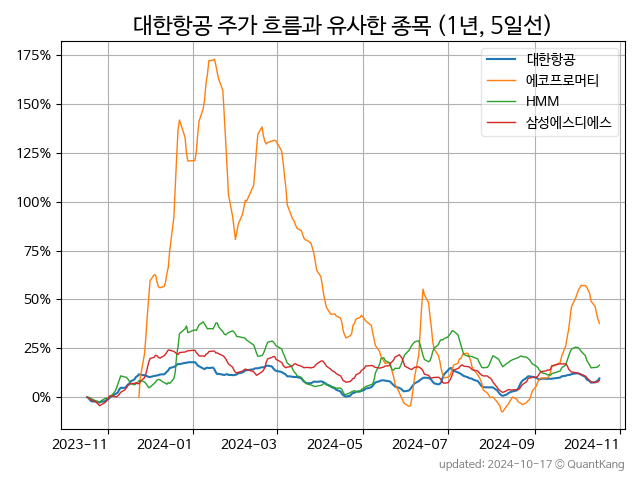 대한항공 주가 흐름과 유사한 종목 (1년, 5일선)
대한항공
에코프로머티
HMM
삼성에스디에스
175%
150%
125%
100%
75%
50%
25%
0%
2023-11 2024-01 2024-03 2024-05 2024-07 2024-09 2024-11
updated: 2024-10-17 © QuantKang